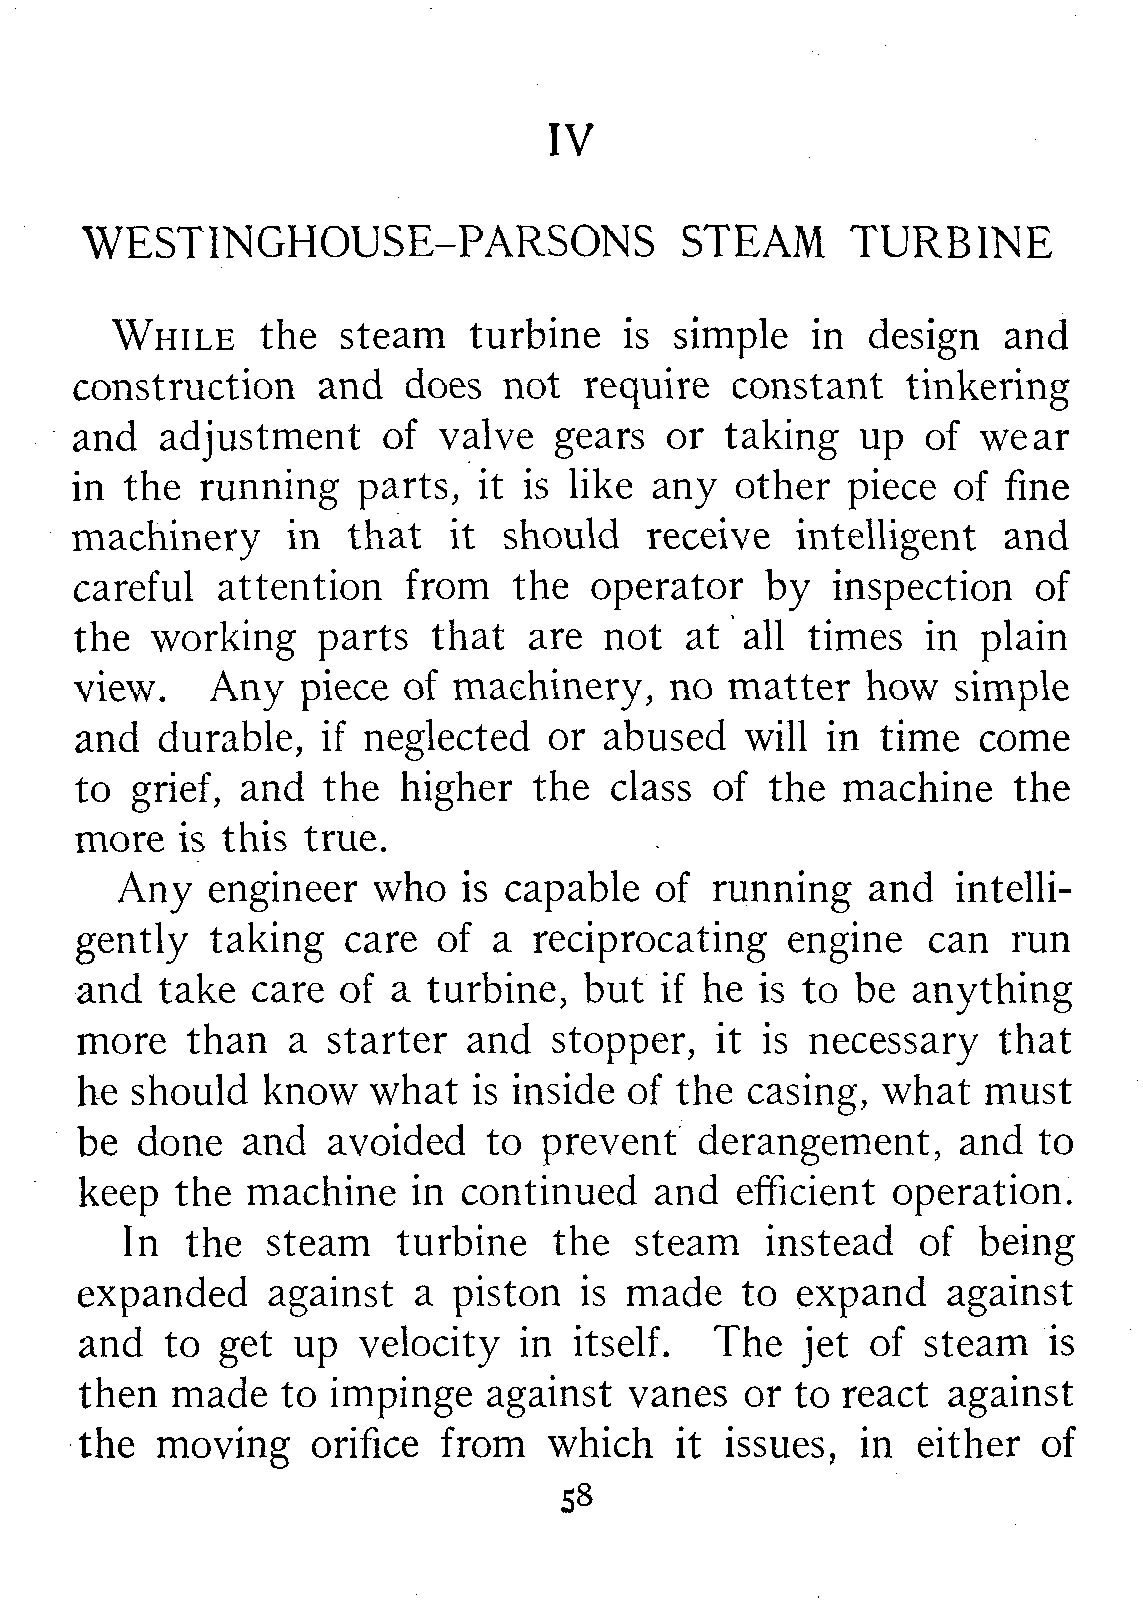 IV
WESTINGHOUSE–PARSONS STEAM TURBINE
WHILE the steam turbine is simple in design and
construction and does not require constant tinkering
and adjustment of valve gears or taking up of wear
in the running parts, it is like any other piece of fine
machinery in that it should receive intelligent and
careful attention from the operator by inspection of
the working parts that are not at all times in plain
view. Any piece of machinery, no matter how simple
and durable, if neglected or abused will in time come
to grief, and the higher the class of the machine the
more is this true.
Any engineer who is capable of running and intelli-
gently taking care of a reciprocating engine can run
and take care of a turbine, but if he is to be anything
more than a starter and stopper, it is necessary that
he should know what is inside of the casing, what must
be done and avoided to prevent derangement, and to
keep the machine in continued and efficient operation.
In the steam turbine the steam instead of being
expanded against a piston is made to expand against
and to get up velocity in itself. The jet of steam is
then made to impinge against vanes or to react against
the moving orifice from which it issues, in either of
58